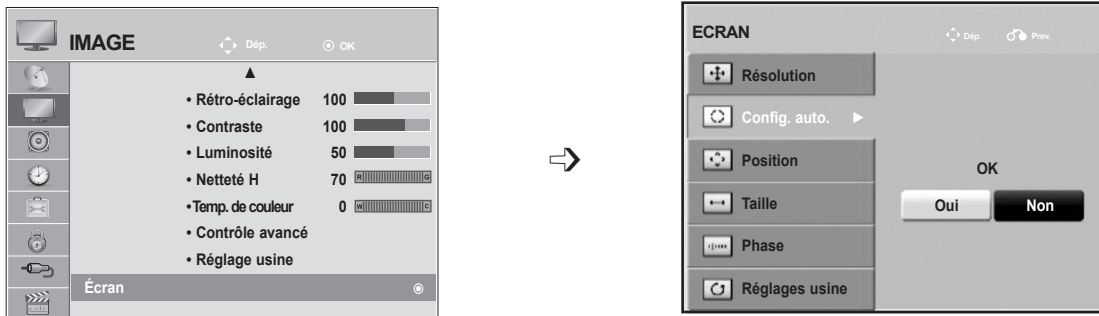 IMAGE
Dép.
OK
• Rétro-éclairage 100
• Contraste 100
• Luminosité 50
• Netteté H 70 R G
•Temp. de couleur 0 W C
• Contrôle avancé
• Réglage usine
Écran
ECRAN
Dép.
Prev.
Résolution
Config. auto.
Position
Taille
Phase
Réglages usine
OK
Oui
Non